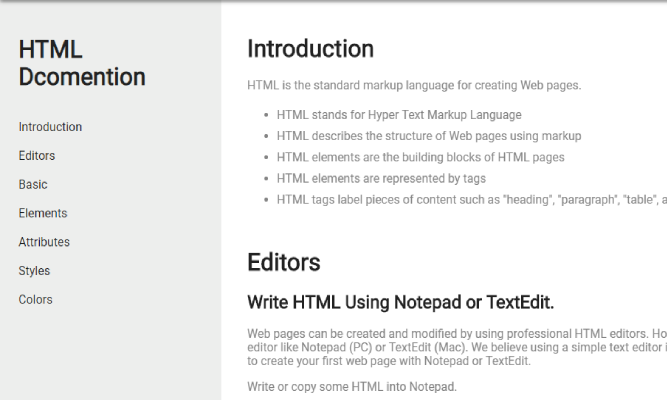 HTML
Dcomention
Introduction
Editors
Basic
Elements
Attributes
Styles
Colors
Introduction
HTML is the standard markup language for creating Web pages.
HTML stands for Hyper Text Markup Language
HTML describes the structure of Web pages using markup
HTML elements are the building blocks of HTML pages
HTML elements are represented by tags
HTML tags label pieces of content such as "heading", "paragraph", "table",
Editors
Write HTML Using Notepad or TextEdit.
Web pages can be created and modified by using professional HTML editors.
editor like Notepad (PC) or TextEdit (Mac). We believe using a simple text editor
to create your first web page with Notepad or TextEdit.
Write or copy some HTML into Notepad.